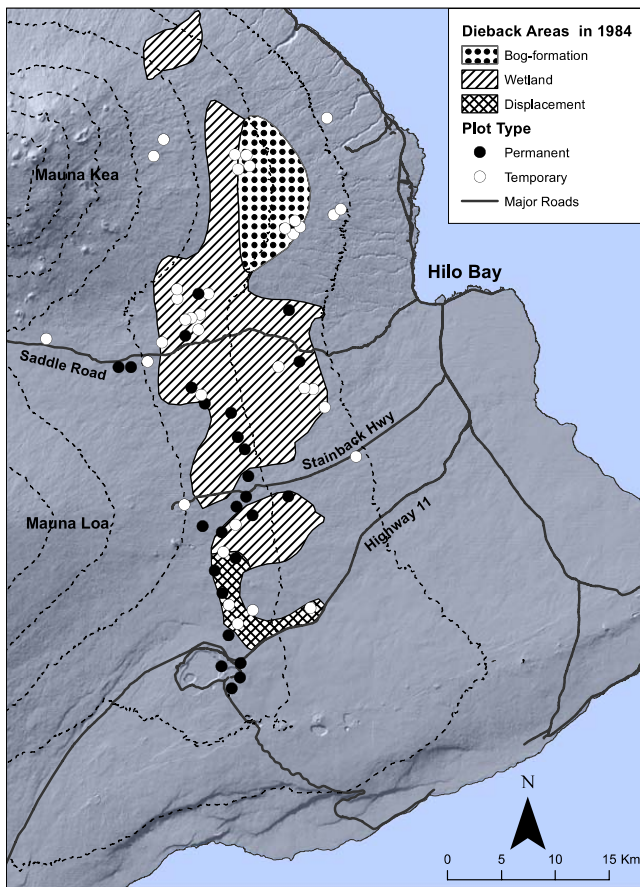 Dieback Areas in 1984
Bog-formation
Wetland
Displacement
Plot Type
Permanent
Temporary
Major Roads
Mauna Kea
Hilo Bay
Saddle Road
Stainback Hwy
Mauna Loa
Highway 11
N
0 5 10 15 Km